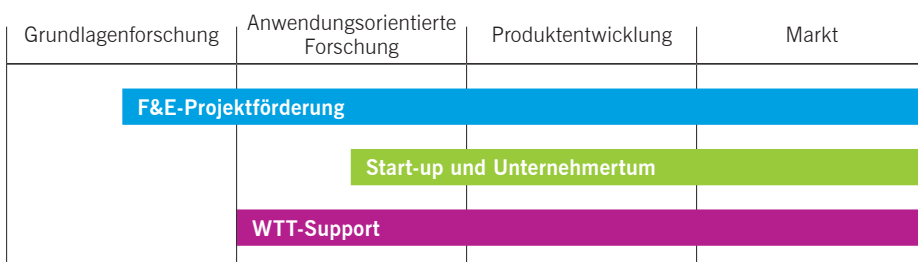 Grundlagenforschung
Anwendungsorientierte
Forschung
Produktentwicklung
Markt
F&E-Projektförderung
Start-up und Unternehmertum
WTT-Support